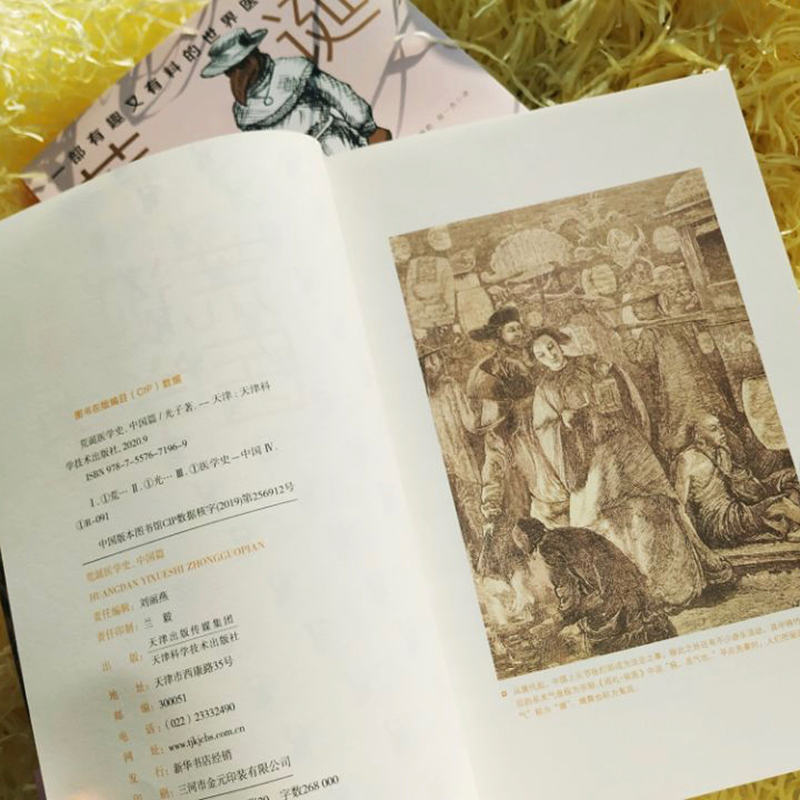 一部有趣又有料的世界医
诞
图书在版编目（CIP）数据
荒诞医学史.中国篇/光子著.—天津：天津科
学技术出版社，2020.9
ISBN 978-7-5576-7196-9
Ⅰ.①荒… Ⅱ.①光… Ⅲ.①医学史—中国 Ⅳ.
①R-091
中国版本图书馆CIP数据核字(2019)第256912号
荒诞医学史.中国篇
HUANGDAN YIXUESHI ZHONGGUOPIAN
责任编辑：刘丽燕
责任印制：兰 毅
出 版：天津出版传媒集团
天津科学技术出版社
地 址：天津市西康路35号
邮 编：300051
电 话：（022）23332490
网 址：www.tjkjcbs.com.cn
发 行：新华书店经销
印 刷：三河市金元印装有限公司
字数268 000